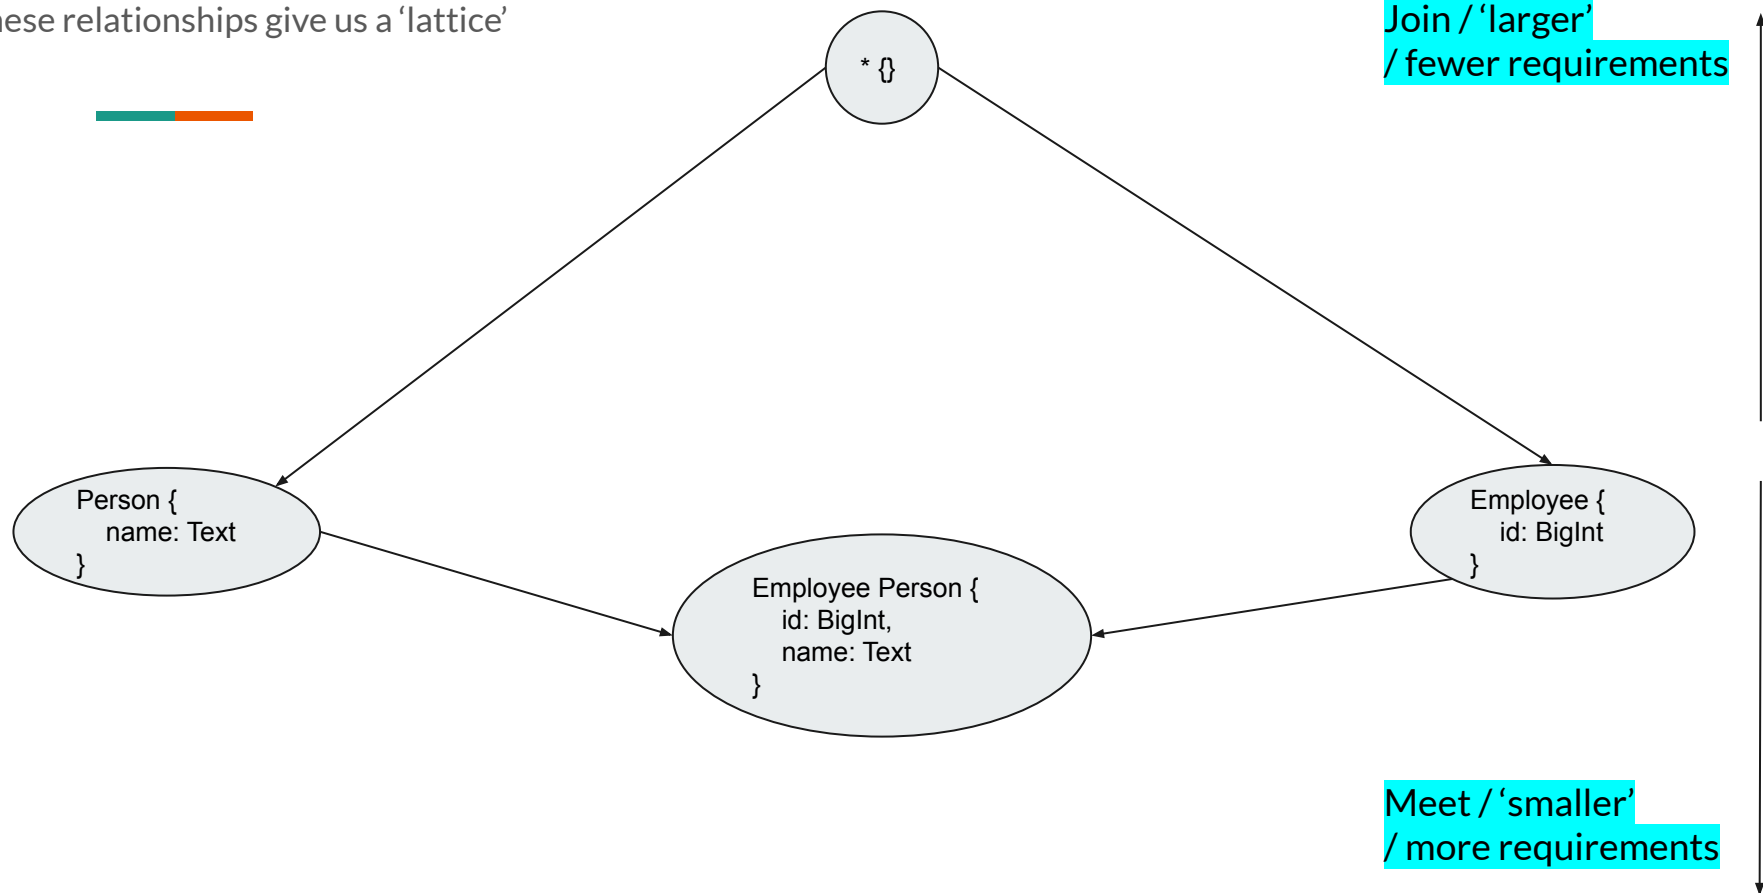 relationships give us a ‘lattice’
Join / ‘larger’
/ fewer requirements
* {}
Person {
name: Text
}
Employee {
id: BigInt
}
Employee Person {
id: BigInt,
name: Text
}
Meet / ‘smaller’
/ more requirements